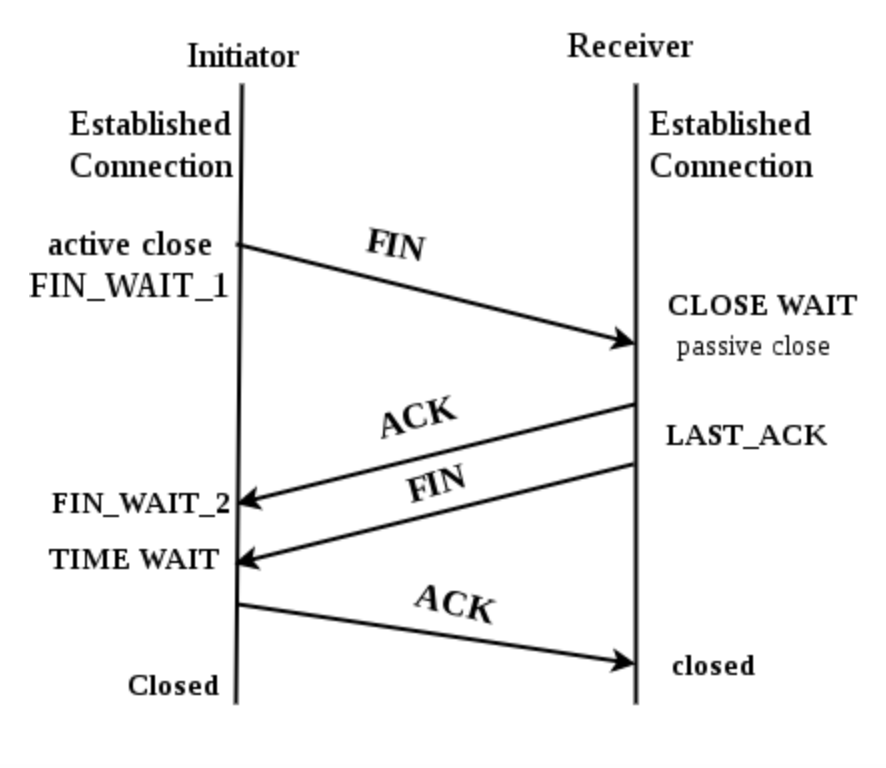 Initiator
Receiver
Established
Connection
Established
Connection
active close
FIN_WAIT_1
FIN
CLOSE WAIT
passive close
ACK
LAST_ACK
FIN
FIN_WAIT_2
TIME WAIT
ACK
closed
Closed